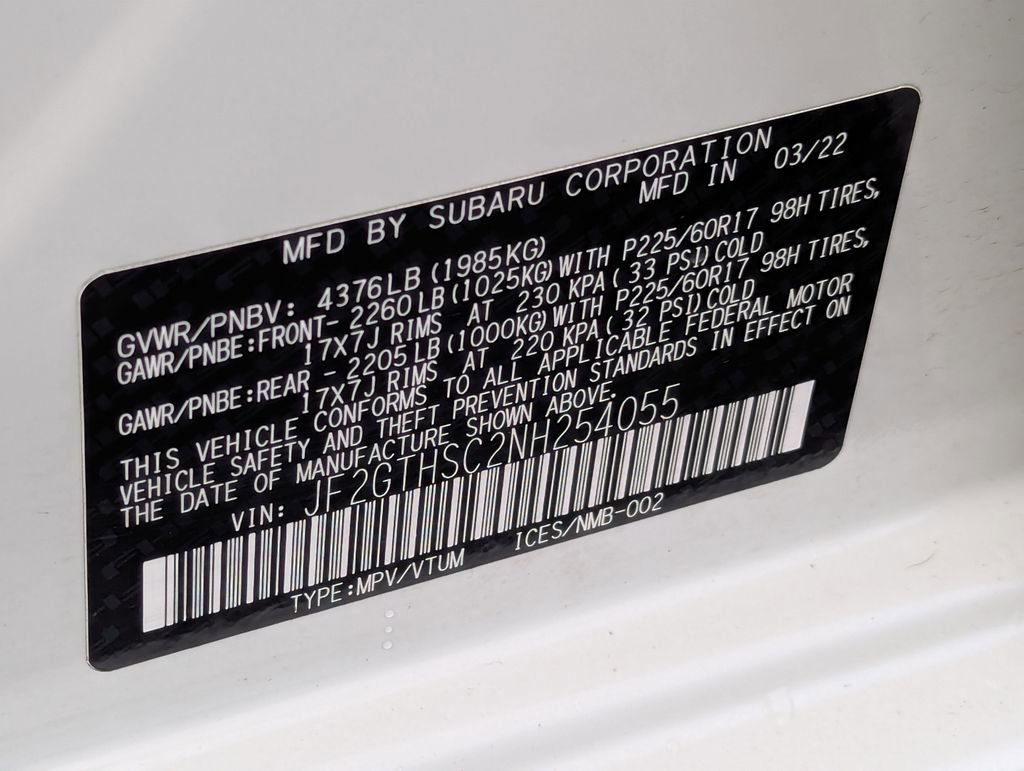 MFD BY SUBARU CORPORATION
MFD IN 03/22
GVWR/PNBV: 4376LB(1985KG)
GAWR/PNBE:FRONT-2260LB(1025KG)WITH P225/60R17 98H TIRES,
17X7J RIMS AT 230 KPA( 33 PSI)COLD
GAWR/PNBE:REAR -2205LB(1000KG)WITH P225/60R17 98H TIRES,
17X7J RIMS AT 220 KPA( 32 PSI)COLD
THIS VEHICLE CONFORMS TO ALL APPLICABLE FEDERAL MOTOR
VEHICLE SAFETY AND THEFT PREVENTION STANDARDS IN EFFECT ON
THE DATE OF MANUFACTURE SHOWN ABOVE.
VIN: JF2GTHSC2NH254055
TYPE:MPV/VTUM ICES/NMB-002